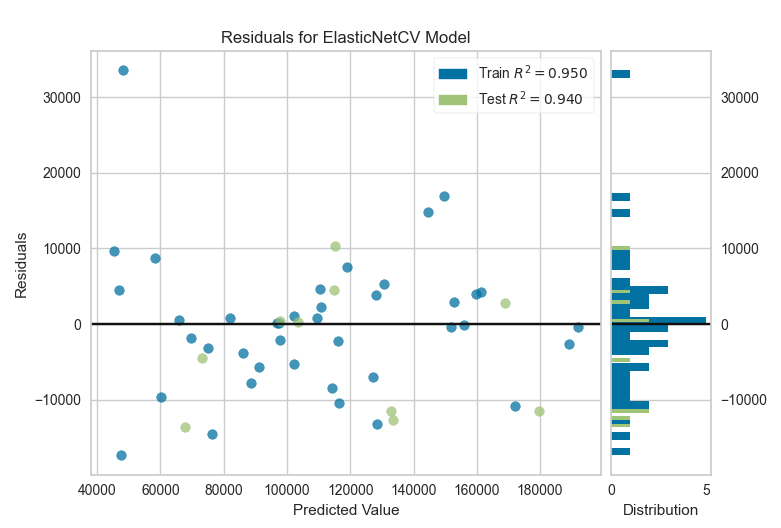 Residuals for ElasticNetCV Model
Train R² = 0.950
Test R² = 0.940
Residuals
30000
20000
10000
0
−10000
40000 60000 80000 100000 120000 140000 160000 180000
Predicted Value
30000
20000
10000
0
−10000
0 5
Distribution